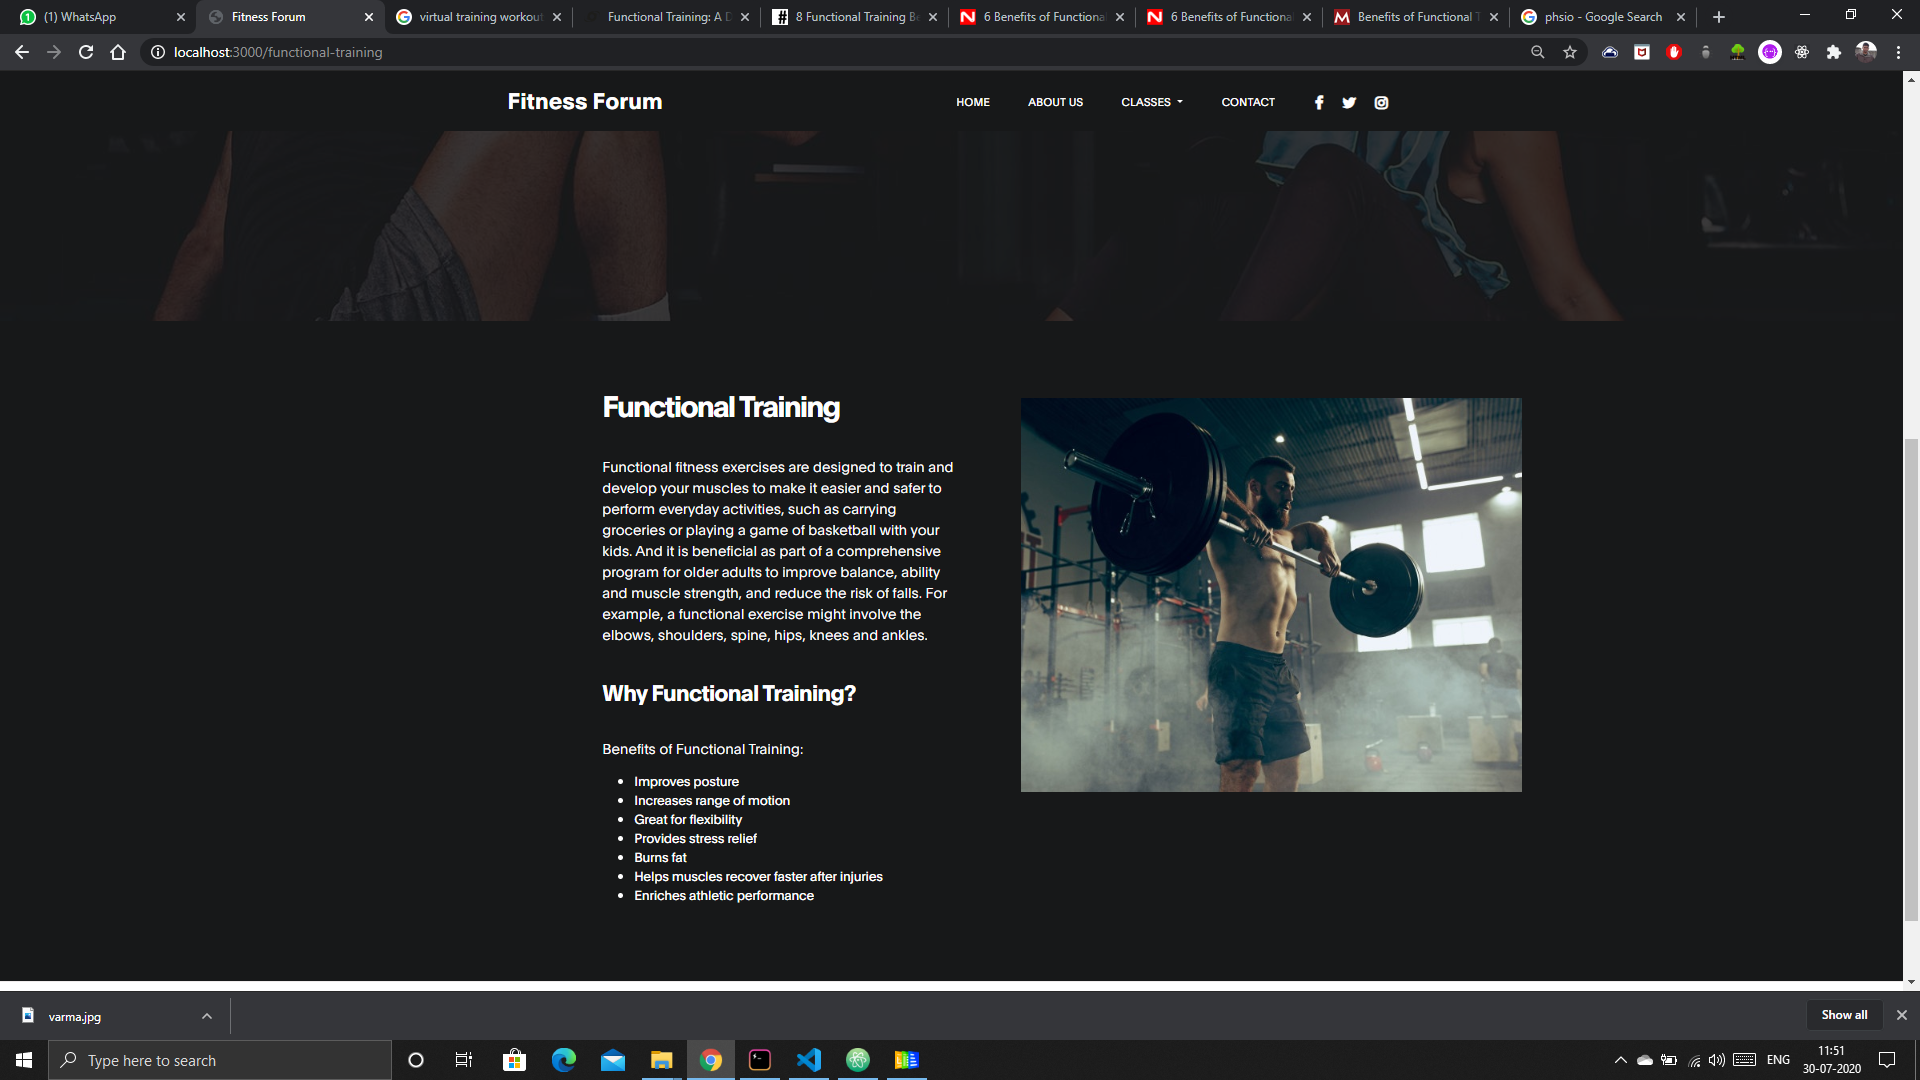 (1) WhatsApp
Fitness Forum
virtual training workout
Functional Training: A D
8 Functional Training Be
6 Benefits of Functiona
6 Benefits of Functiona
Benefits of Functional T
phsio - Google Search
localhost:3000/functional-training
Fitness Forum
HOME
ABOUT US
CLASSES
CONTACT
Functional Training
Functional fitness exercises are designed to train and
develop your muscles to make it easier and safer to
perform everyday activities, such as carrying
groceries or playing a game of basketball with your
kids. And it is beneficial as part of a comprehensive
program for older adults to improve balance, ability
and muscle strength, and reduce the risk of falls. For
example, a functional exercise might involve the
elbows, shoulders, spine, hips, knees and ankles.
Why Functional Training?
Benefits of Functional Training:
• Improves posture
• Increases range of motion
• Great for flexibility
• Provides stress relief
• Burns fat
• Helps muscles recover faster after injuries
• Enriches athletic performance
varma.jpg
Show all
Type here to search
ENG
11:51
30-07-2020